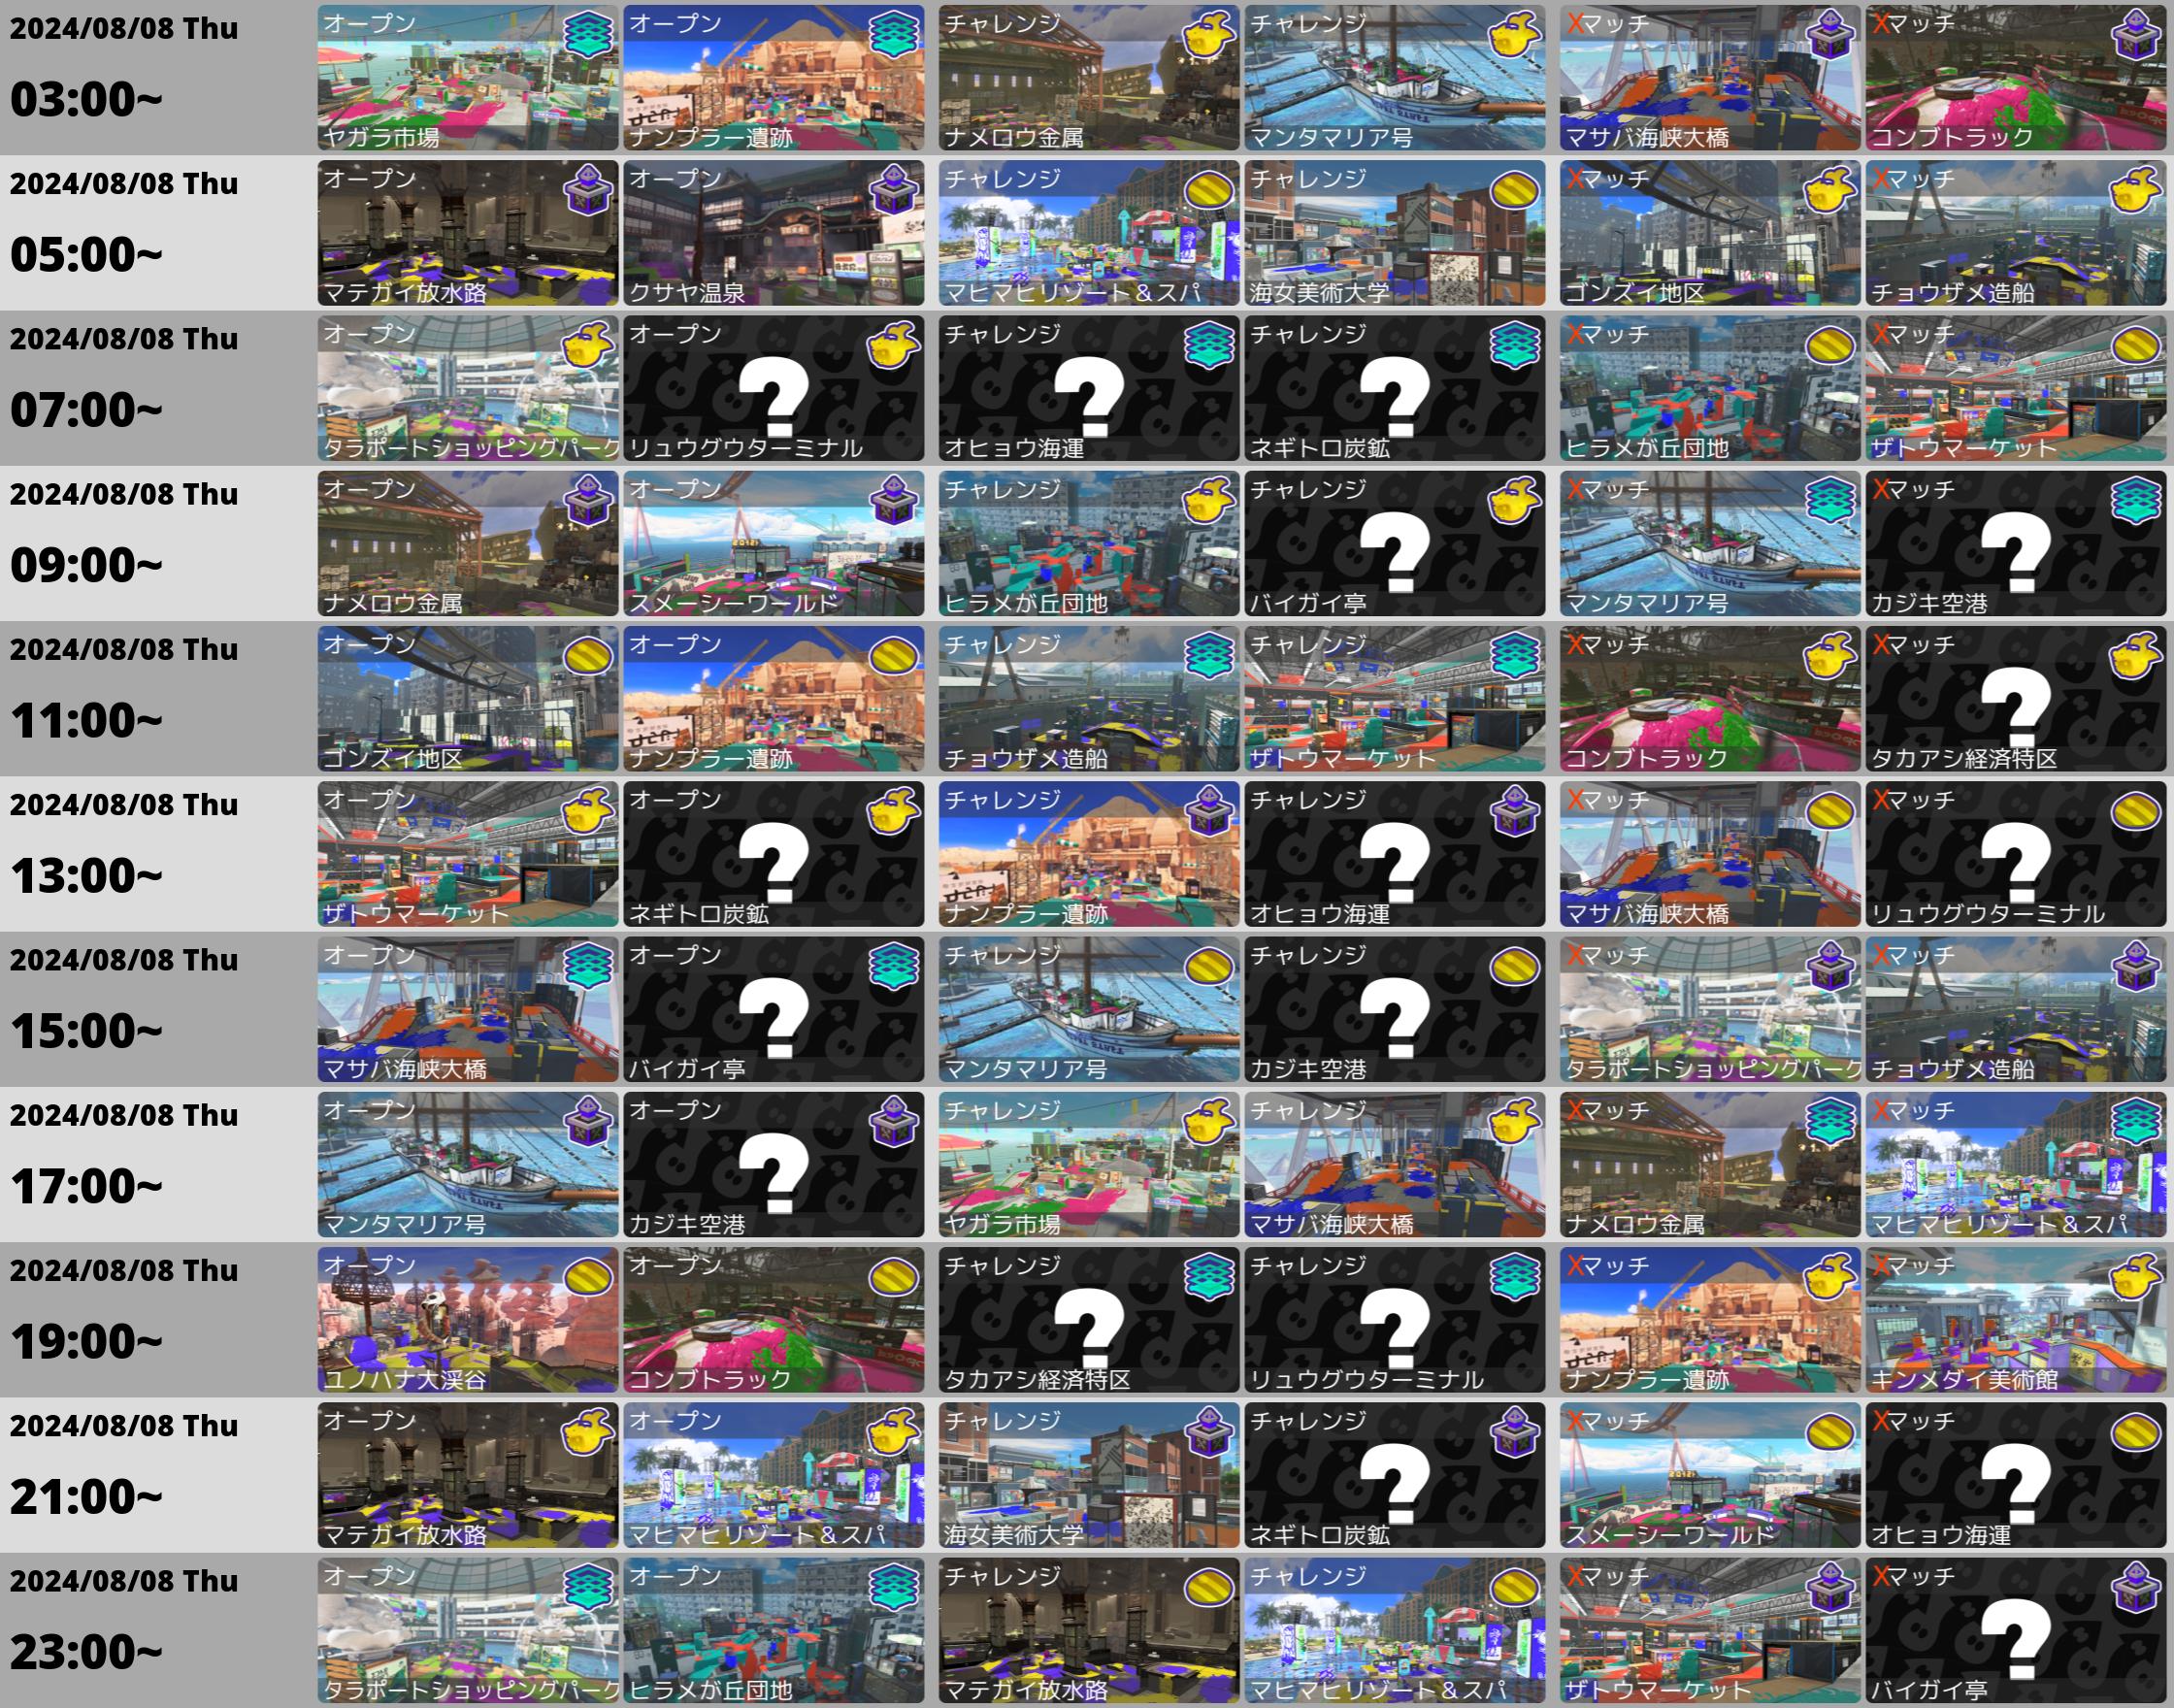 2024/08/08 Thu
03:00~
オープン
ヤガラ市場
オープン
ナンプラー遺跡
チャレンジ
ナメロウ金属
チャレンジ
マンタマリア号
Xマッチ
マサバ海峡大橋
Xマッチ
コンブトラック
2024/08/08 Thu
05:00~
オープン
マテガイ放水路
オープン
クサヤ温泉
チャレンジ
マヒマヒリゾート＆スパ
チャレンジ
海女美術大学
Xマッチ
ゴンズイ地区
Xマッチ
チョウザメ造船
2024/08/08 Thu
07:00~
オープン
タラポートショッピングパーク
オープン
?
リュウグウターミナル
チャレンジ
?
オヒョウ海運
チャレンジ
?
ネギトロ炭鉱
Xマッチ
ヒラメが丘団地
Xマッチ
ザトウマーケット
2024/08/08 Thu
09:00~
オープン
ナメロウ金属
オープン
スメーシーワールド
チャレンジ
ヒラメが丘団地
チャレンジ
?
バイガイ亭
Xマッチ
マンタマリア号
Xマッチ
?
カジキ空港
2024/08/08 Thu
11:00~
オープン
ゴンズイ地区
オープン
ナンプラー遺跡
チャレンジ
チョウザメ造船
チャレンジ
ザトウマーケット
Xマッチ
コンブトラック
Xマッチ
?
タカアシ経済特区
2024/08/08 Thu
13:00~
オープン
ザトウマーケット
オープン
?
ネギトロ炭鉱
チャレンジ
ナンプラー遺跡
チャレンジ
?
オヒョウ海運
Xマッチ
マサバ海峡大橋
Xマッチ
?
リュウグウターミナル
2024/08/08 Thu
15:00~
オープン
マサバ海峡大橋
オープン
?
バイガイ亭
チャレンジ
マンタマリア号
チャレンジ
?
カジキ空港
Xマッチ
タラポートショッピングパーク
Xマッチ
チョウザメ造船
2024/08/08 Thu
17:00~
オープン
マンタマリア号
オープン
?
カジキ空港
チャレンジ
ヤガラ市場
チャレンジ
マサバ海峡大橋
Xマッチ
ナメロウ金属
Xマッチ
マヒマヒリゾート＆スパ
2024/08/08 Thu
19:00~
オープン
ユノハナ大渓谷
オープン
コンブトラック
チャレンジ
?
タカアシ経済特区
チャレンジ
?
リュウグウターミナル
Xマッチ
ナンプラー遺跡
Xマッチ
キンメダイ美術館
2024/08/08 Thu
21:00~
オープン
マテガイ放水路
オープン
マヒマヒリゾート＆スパ
チャレンジ
海女美術大学
チャレンジ
?
ネギトロ炭鉱
Xマッチ
スメーシーワールド
Xマッチ
?
オヒョウ海運
2024/08/08 Thu
23:00~
オープン
タラポートショッピングパーク
オープン
ヒラメが丘団地
チャレンジ
マテガイ放水路
チャレンジ
マヒマヒリゾート＆スパ
Xマッチ
ザトウマーケット
Xマッチ
?
バイガイ亭